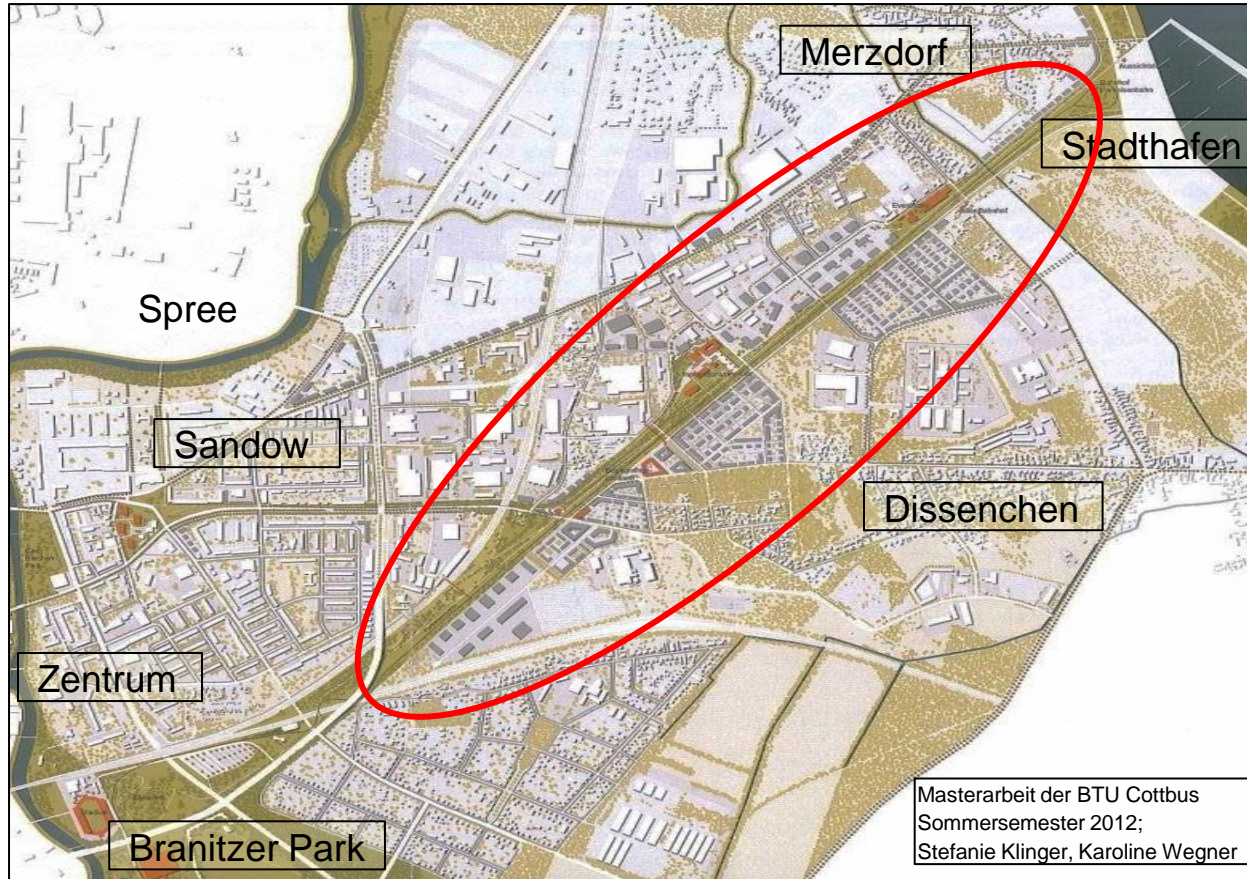 Merzdorf
Stadthafen
Spree
Sandow
Dissenchen
Zentrum
Branitzer Park
Masterarbeit der BTU Cottbus
Sommersemester 2012;
Stefanie Klinger, Karoline Wegner